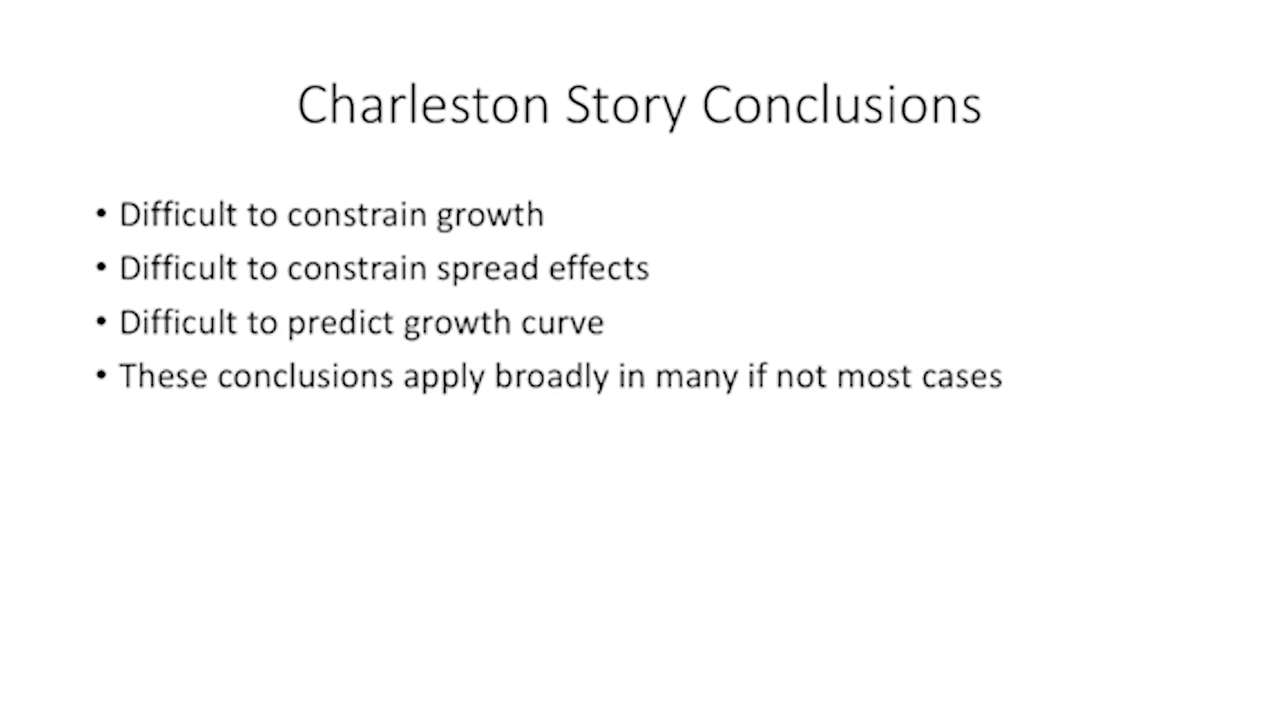 Charleston Story Conclusions
• Difficult to constrain growth
• Difficult to constrain spread effects
• Difficult to predict growth curve
• These conclusions apply broadly in many if not most cases